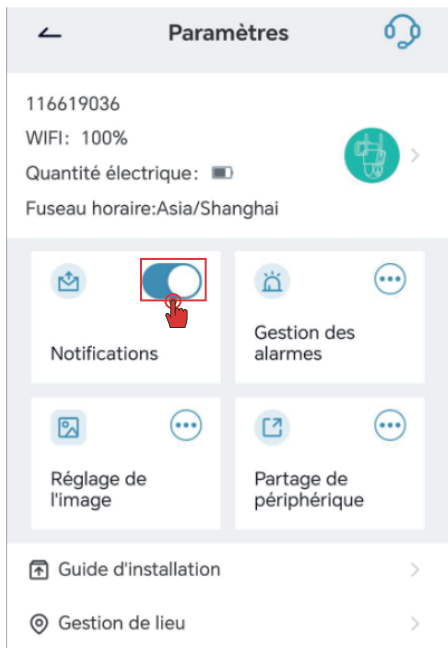 Paramètres
116619036
WIFI: 100%
Quantité électrique:
Fuseau horaire:Asia/Shanghai
Notifications
Gestion des
alarmes
Réglage de
l'image
Partage de
périphérique
Guide d'installation
Gestion de lieu